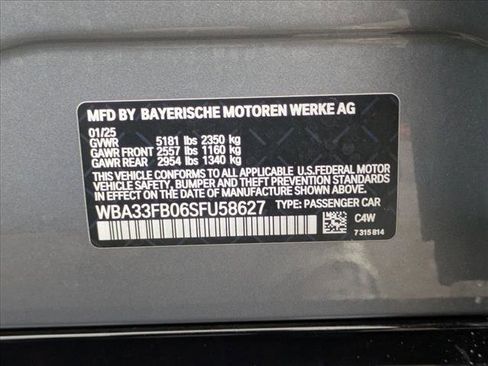 MFD BY BAYERISCHE MOTOREN WERKE AG
01/25
GVWR 5181 lbs 2350 kg
GAWR FRONT 2557 lbs 1160 kg
GAWR REAR 2954 lbs 1340 kg
THIS VEHICLE CONFORMS TO ALL APPLICABLE U.S.FEDERAL MOTOR
VEHICLE SAFETY, BUMPER, AND THEFT PREVENTION STANDARDS
IN EFFECT ON THE DATE OF MANUFACTURE SHOWN ABOVE.
WBA33FB06SFU58627 TYPE: PASSENGER CAR
C4W
7 315 814